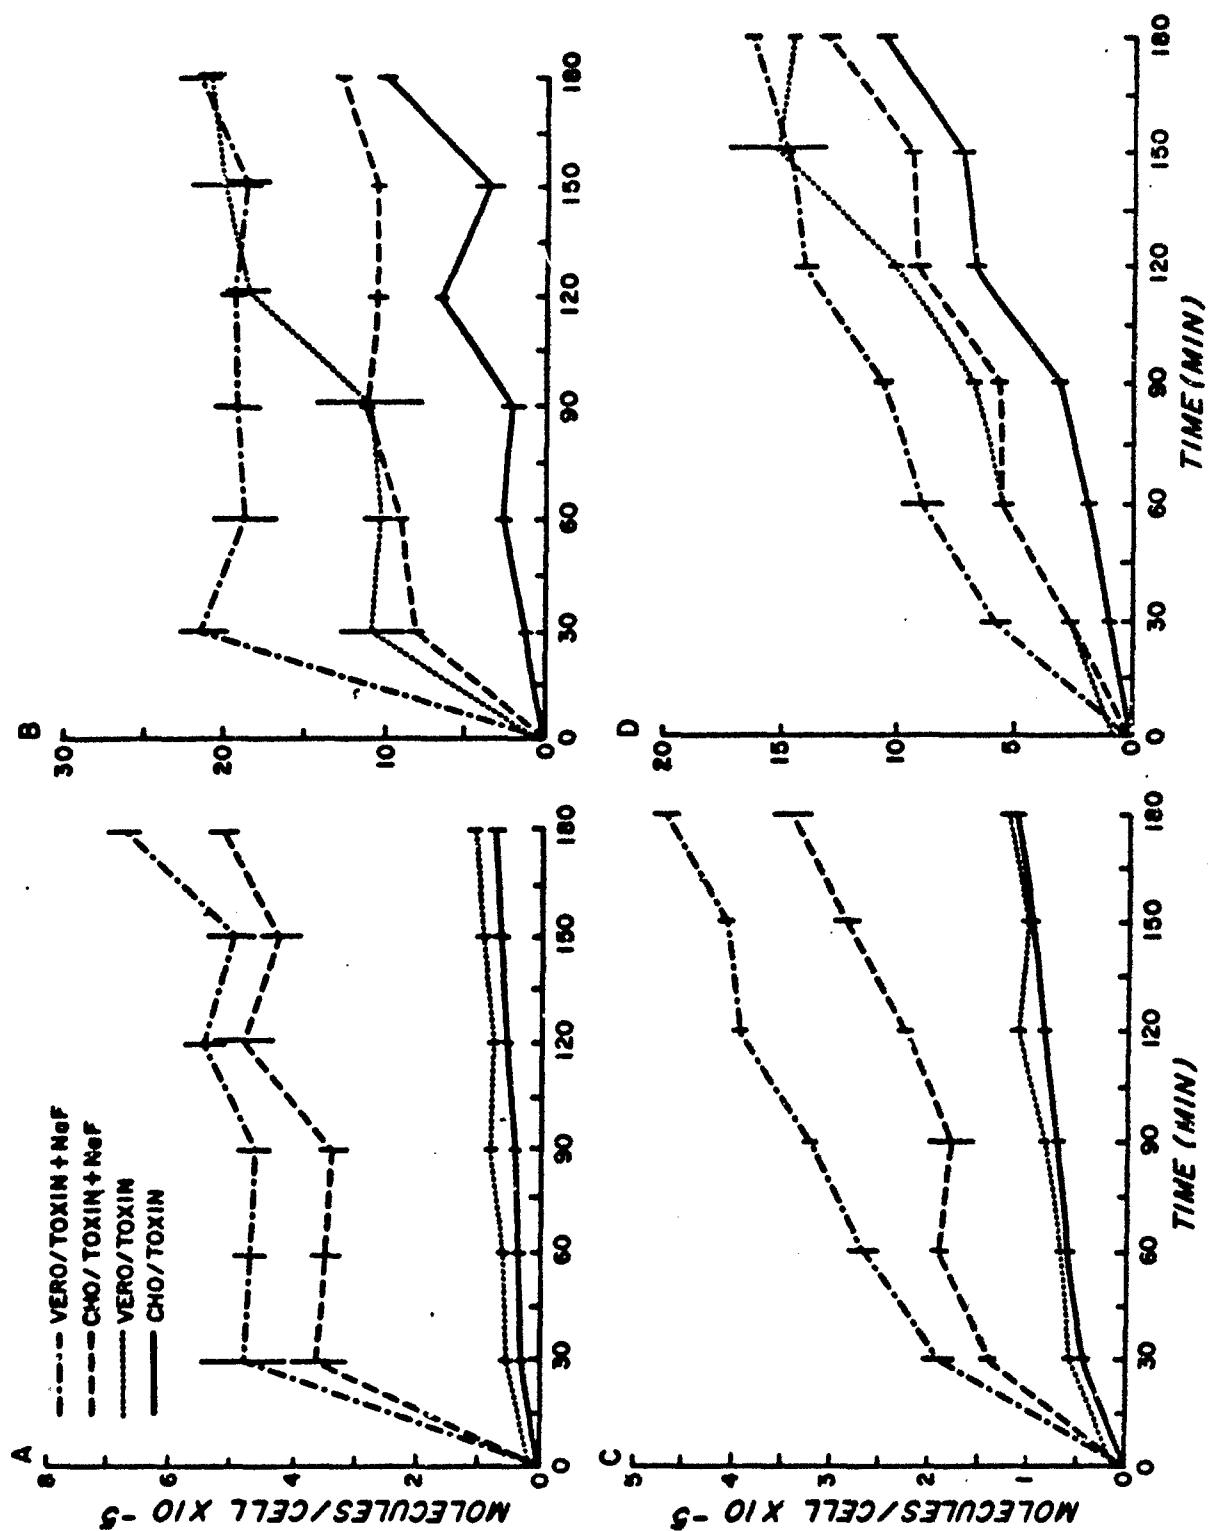 A
8
6
4
2
0
MOLECULES/CELL X10 -5
VERO/TOXIN+NaF
CHO/TOXIN+NaF
VERO/TOXIN
CHO/TOXIN
0 30 60 90 120 150 180
B
30
20
10
0
0 30 60 90 120 150 180
C
5
4
3
2
1
0
MOLECULES/CELL X10 -5
0 30 60 90 120 150 180
TIME (MIN)
D
20
15
10
5
0
0 30 60 90 120 150 180
TIME (MIN)